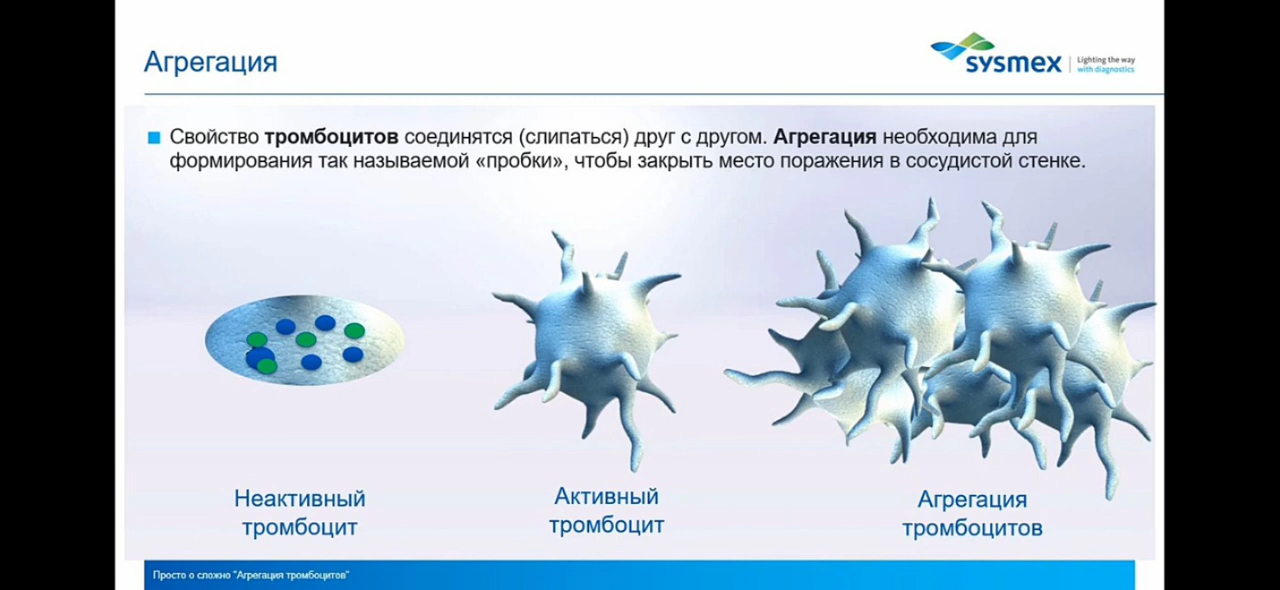 Агрегация
sysmex
Lighting the way
with diagnostics
Свойство тромбоцитов соединятся (слипаться) друг с другом. Агрегация необходима для
формирования так называемой «пробки», чтобы закрыть место поражения в сосудистой стенке.
Неактивный
тромбоцит
Активный
тромбоцит
Агрегация
тромбоцитов
Просто о сложно "Агрегация тромбоцитов"